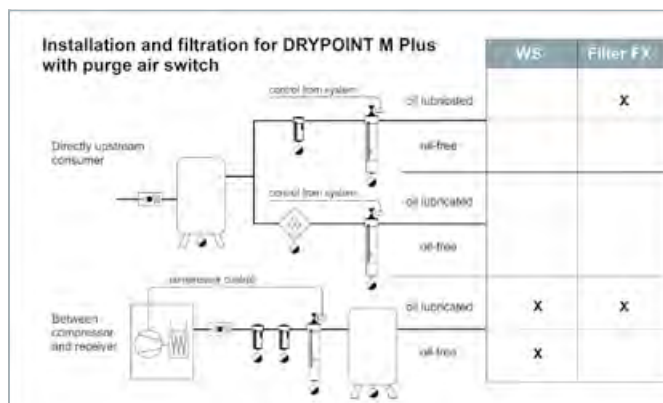 Installation and filtration for DRYPOINT M Plus
with purge air switch
WS Filter FX
control from system
oil lubricated X
Directly upstream
consumer
oil-free
control from system
oil lubricated
oil-free
compressor control
Between
compressor
and receiver
oil lubricated X X
oil-free X